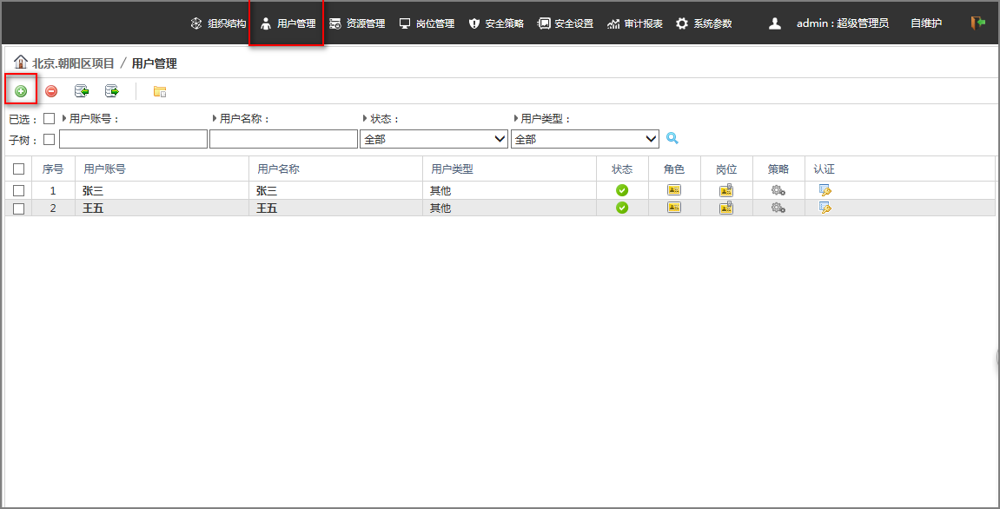 组织结构 用户管理 资源管理 岗位管理 安全策略 安全设置 审计报表 系统参数 admin : 超级管理员 自维护
北京.朝阳区项目 / 用户管理
已选： 用户账号： 用户名称： 状态： 用户类型：
子树： 全部 全部
序号 用户账号 用户名称 用户类型 状态 角色 岗位 策略 认证
1 张三 张三 其他
2 王五 王五 其他